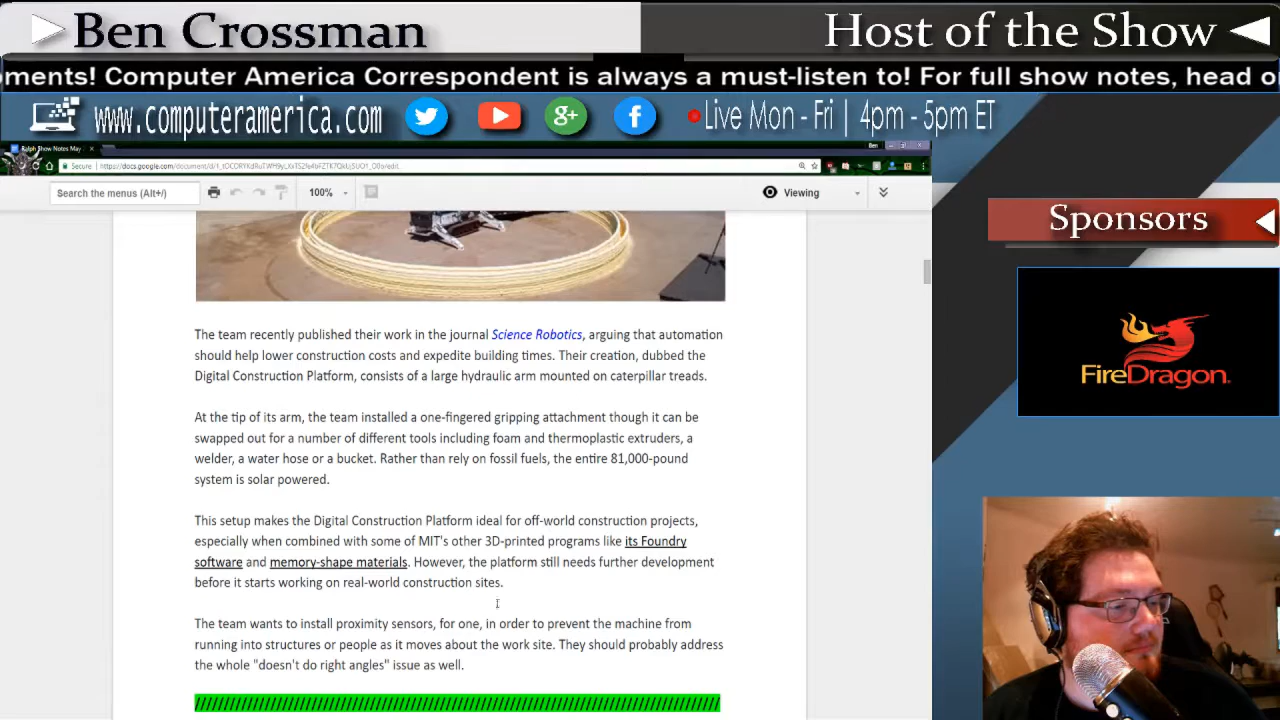 Ben Crossman
Host of the Show
oments! Computer America Correspondent is always a must-listen to! For full show notes, head o
www.computeramerica.com
Live Mon - Fri | 4pm - 5pm ET
Ralph Show Notes May
Ben
Secure
Search the menus (Alt+/)
100%
Viewing
Sponsors
FireDragon
The team recently published their work in the journal Science Robotics, arguing that automation
should help lower construction costs and expedite building times. Their creation, dubbed the
Digital Construction Platform, consists of a large hydraulic arm mounted on caterpillar treads.
At the tip of its arm, the team installed a one-fingered gripping attachment though it can be
swapped out for a number of different tools including foam and thermoplastic extruders, a
welder, a water hose or a bucket. Rather than rely on fossil fuels, the entire 81,000-pound
system is solar powered.
This setup makes the Digital Construction Platform ideal for off-world construction projects,
especially when combined with some of MIT's other 3D-printed programs like its Foundry
software and memory-shape materials. However, the platform still needs further development
before it starts working on real-world construction sites.
The team wants to install proximity sensors, for one, in order to prevent the machine from
running into structures or people as it moves about the work site. They should probably address
the whole "doesn't do right angles" issue as well.